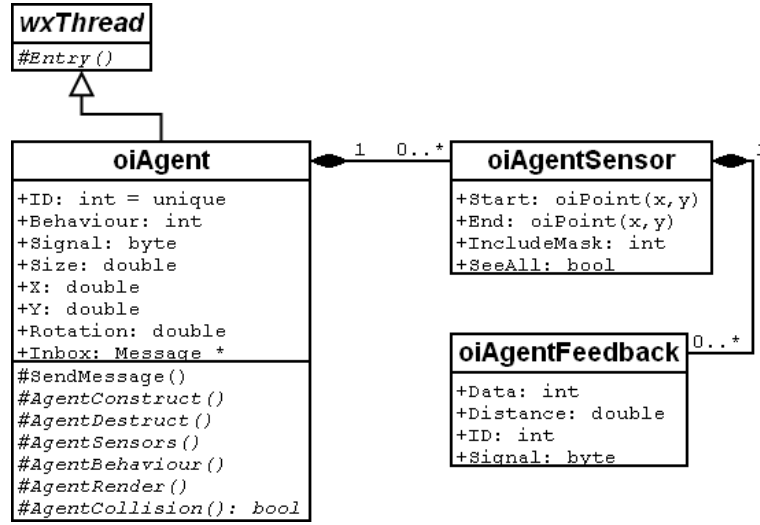 wxThread
#Entry()
oiAgent
+ID: int = unique
+Behaviour: int
+Signal: byte
+Size: double
+X: double
+Y: double
+Rotation: double
+Inbox: Message *
#SendMessage()
#AgentConstruct()
#AgentDestruct()
#AgentSensors()
#AgentBehaviour()
#AgentRender()
#AgentCollision(): bool
1 0..*
oiAgentSensor
+Start: oiPoint(x,y)
+End: oiPoint(x,y)
+IncludeMask: int
+SeeAll: bool
1
0..*
oiAgentFeedback
+Data: int
+Distance: double
+ID: int
+Signal: byte